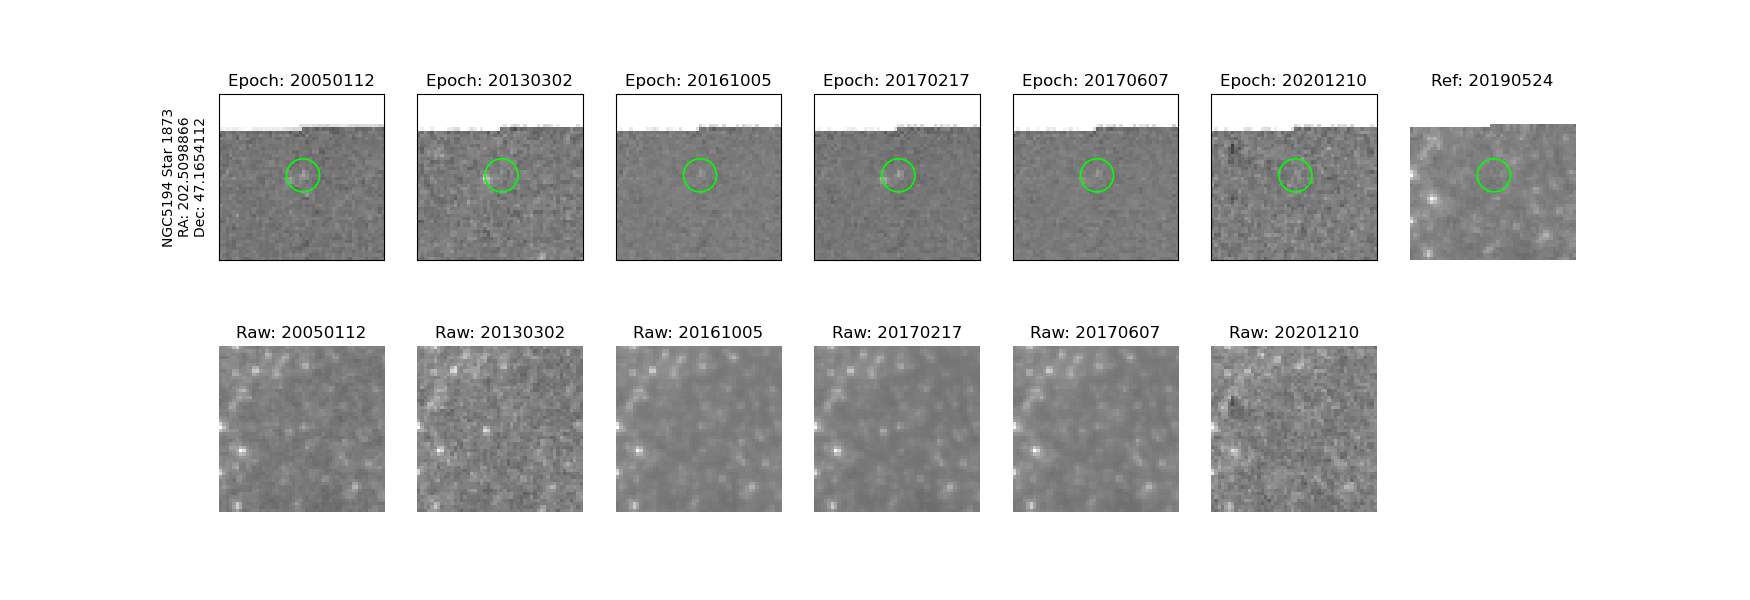 NGC5194 Star 1873
RA: 202.5098866
Dec: 47.1654112
Epoch: 20050112
Epoch: 20130302
Epoch: 20161005
Epoch: 20170217
Epoch: 20170607
Epoch: 20201210
Ref: 20190524
Raw: 20050112
Raw: 20130302
Raw: 20161005
Raw: 20170217
Raw: 20170607
Raw: 20201210